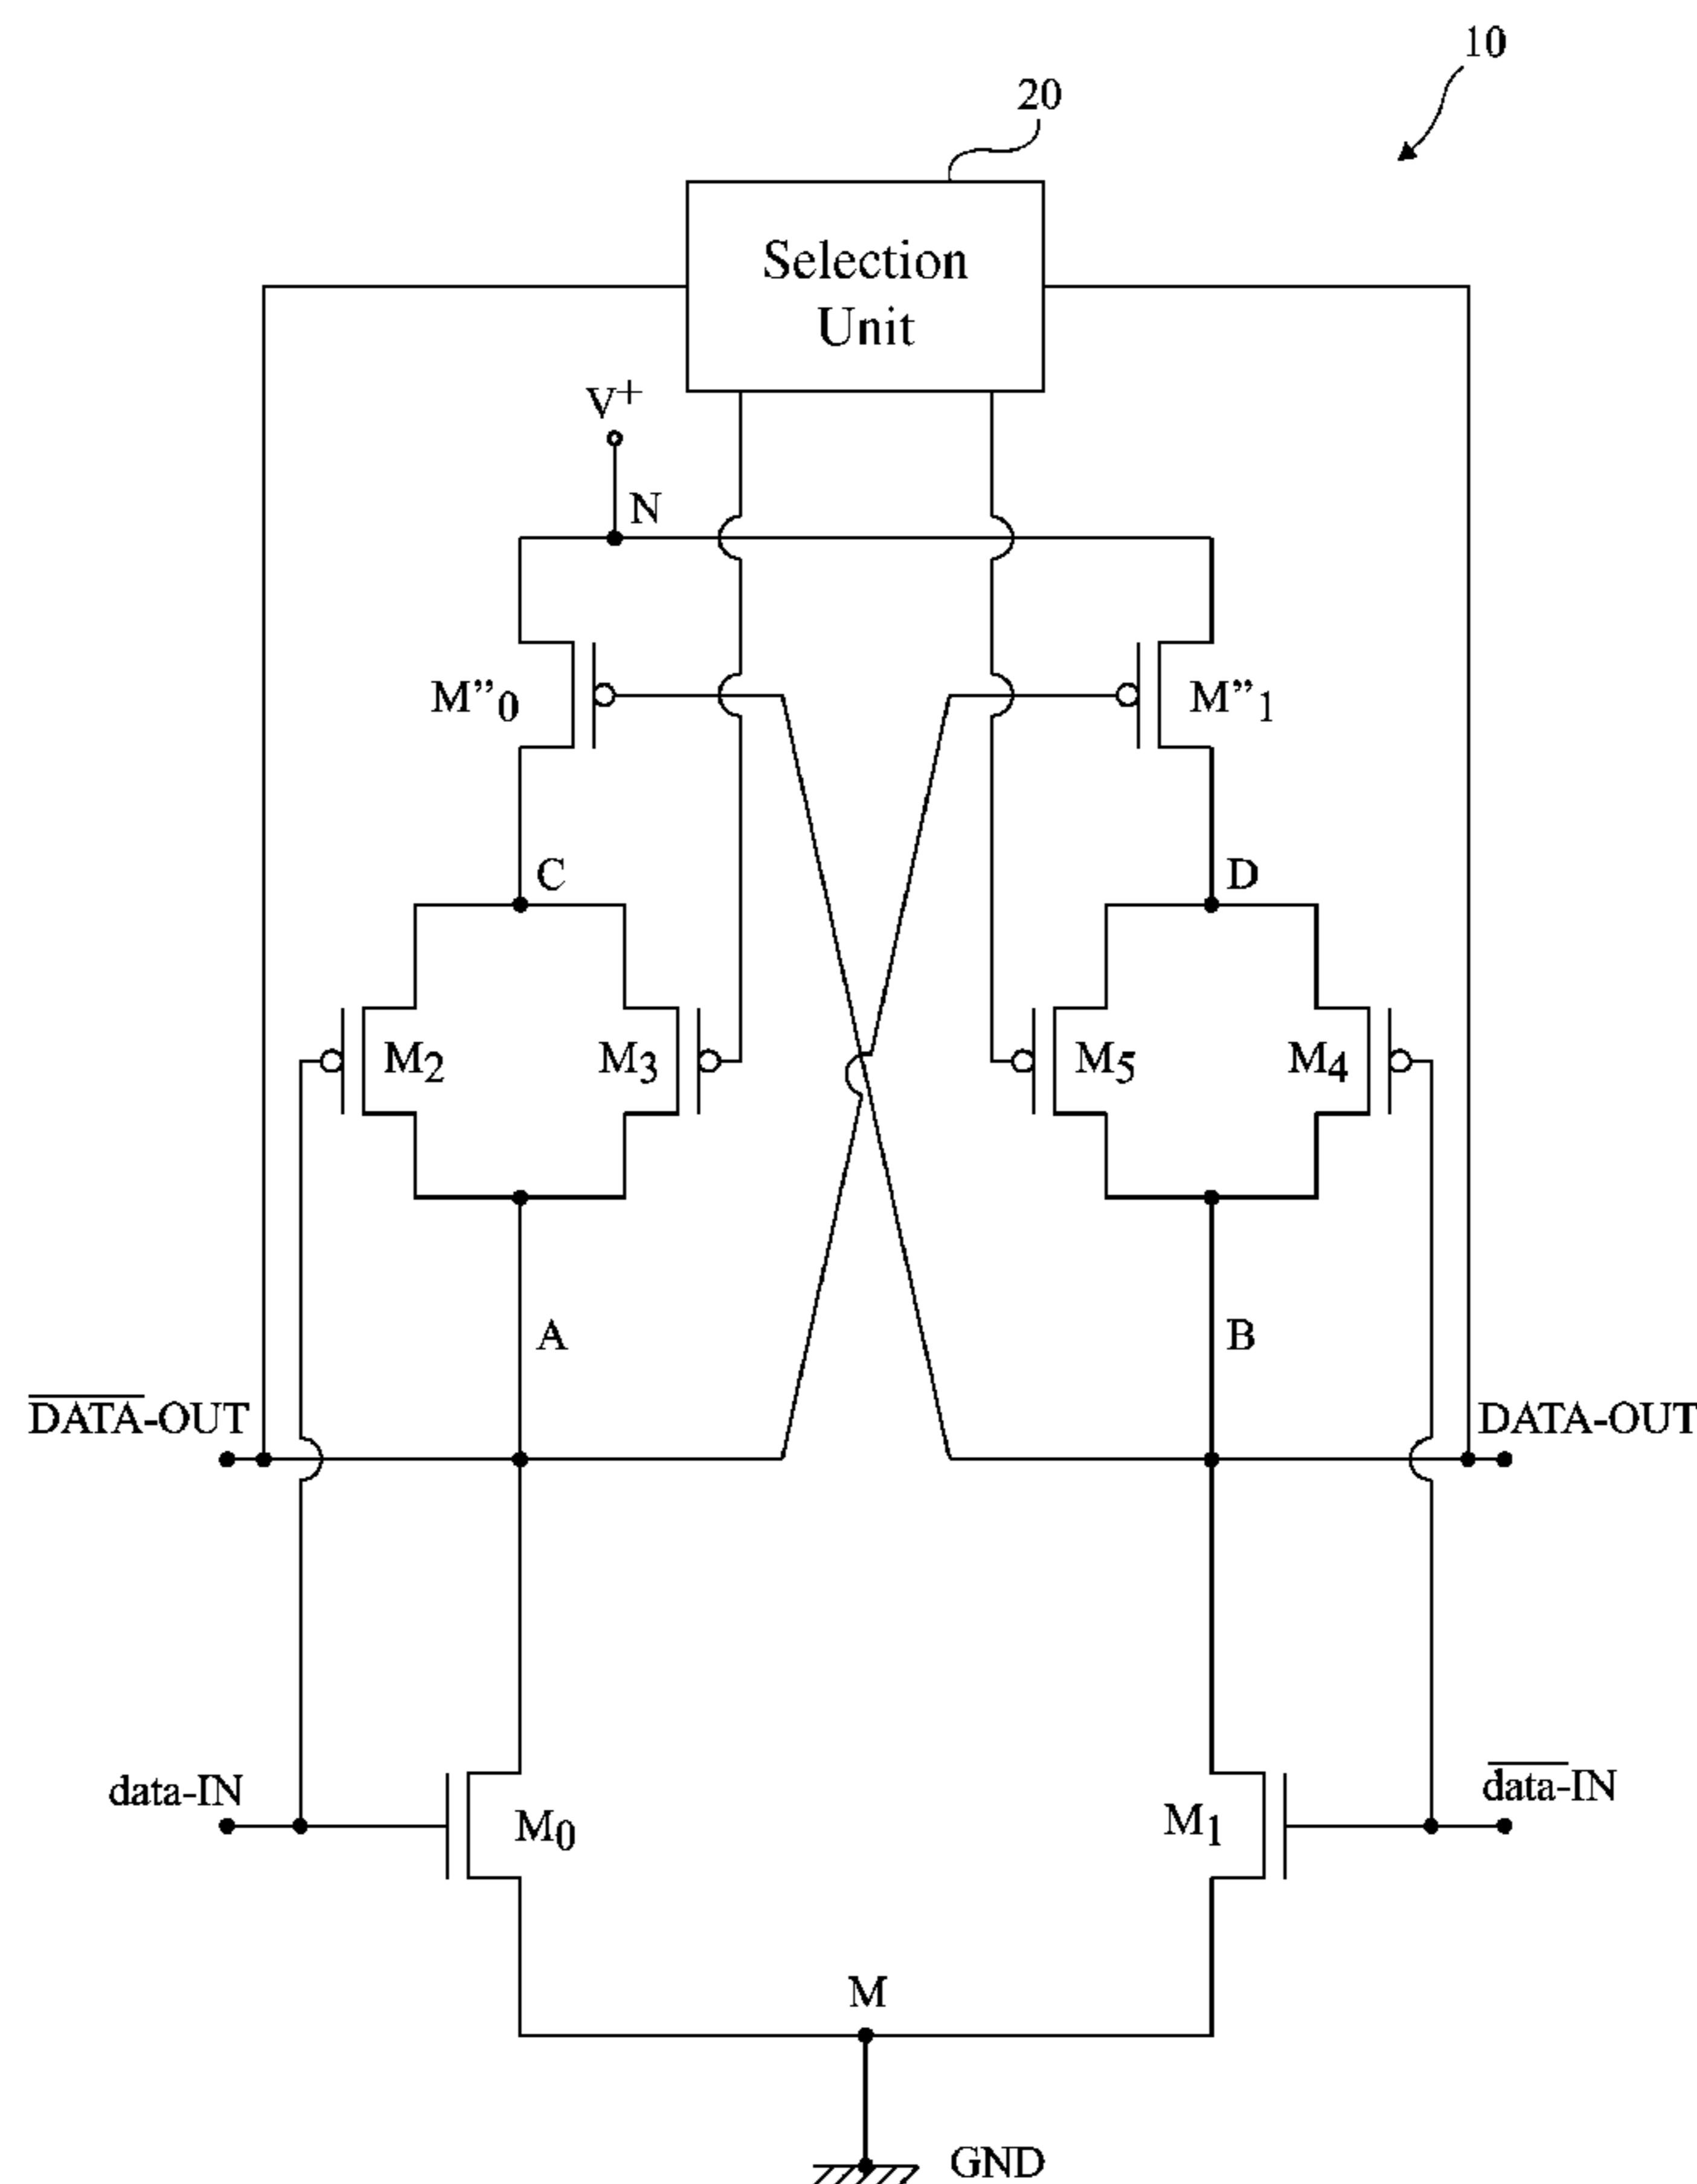 10
20
Selection
Unit
V+
N
M”0
M”1
C
D
M2
M3
M5
M4
A
B
DATA-OUT
DATA-OUT
data-IN
M0
M1
data-IN
M
GND